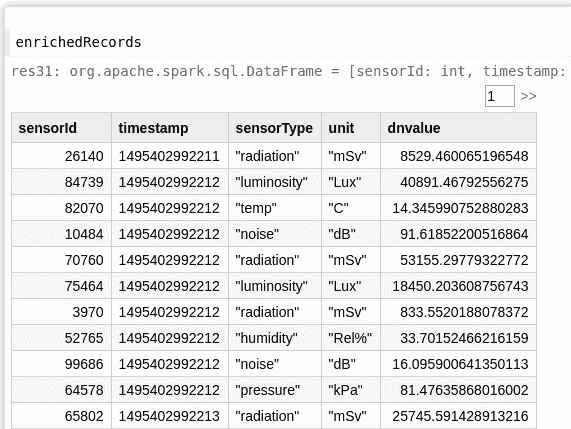 enrichedRecords
res31: org.apache.spark.sql.DataFrame = [sensorId: int, timestamp:
1 >>
sensorId timestamp sensorType unit dnvalue
26140 1495402992211 "radiation" "mSv" 8529.460065196548
84739 1495402992212 "luminosity" "Lux" 40891.46792556275
82070 1495402992212 "temp" "C" 14.345990752880283
10484 1495402992212 "noise" "dB" 91.61852200516864
70760 1495402992212 "radiation" "mSv" 53155.29779322772
75464 1495402992212 "luminosity" "Lux" 18450.203608756743
3970 1495402992212 "radiation" "mSv" 833.5520188078372
52765 1495402992212 "humidity" "Rel%" 33.70152466216159
99686 1495402992212 "noise" "dB" 16.095900641350113
64578 1495402992212 "pressure" "kPa" 81.47635868016002
65802 1495402992213 "radiation" "mSv" 25745.591428913216